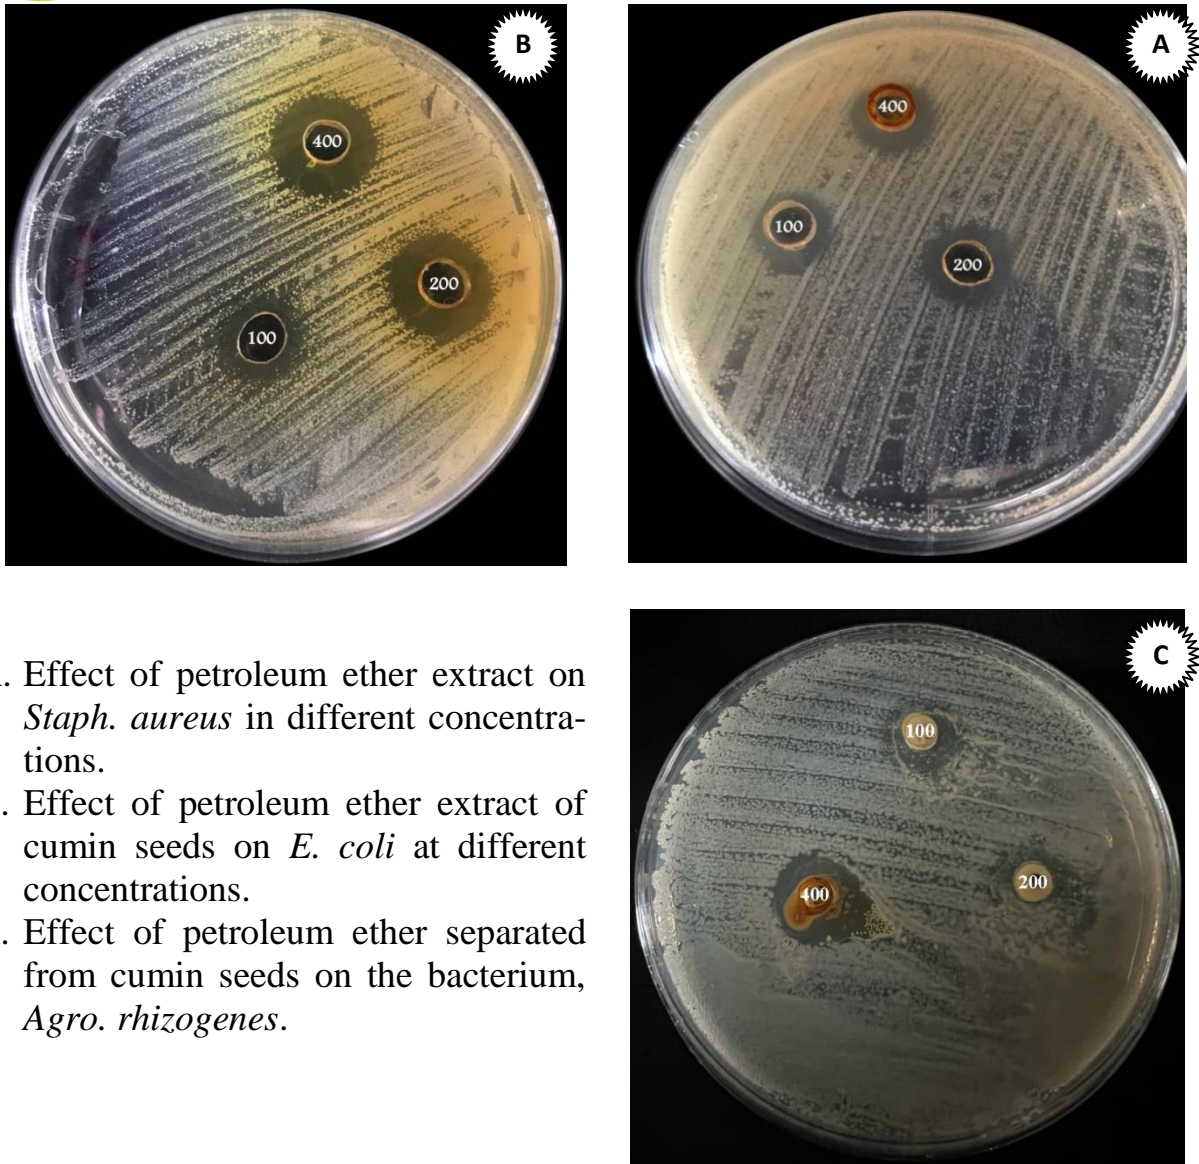 B
400
200
100
A
400
100
200
. Effect of petroleum ether extract on
Staph. aureus in different concentra-
tions.
. Effect of petroleum ether extract of
cumin seeds on E. coli at different
concentrations.
. Effect of petroleum ether separated
from cumin seeds on the bacterium,
Agro. rhizogenes.
C
100
400
200